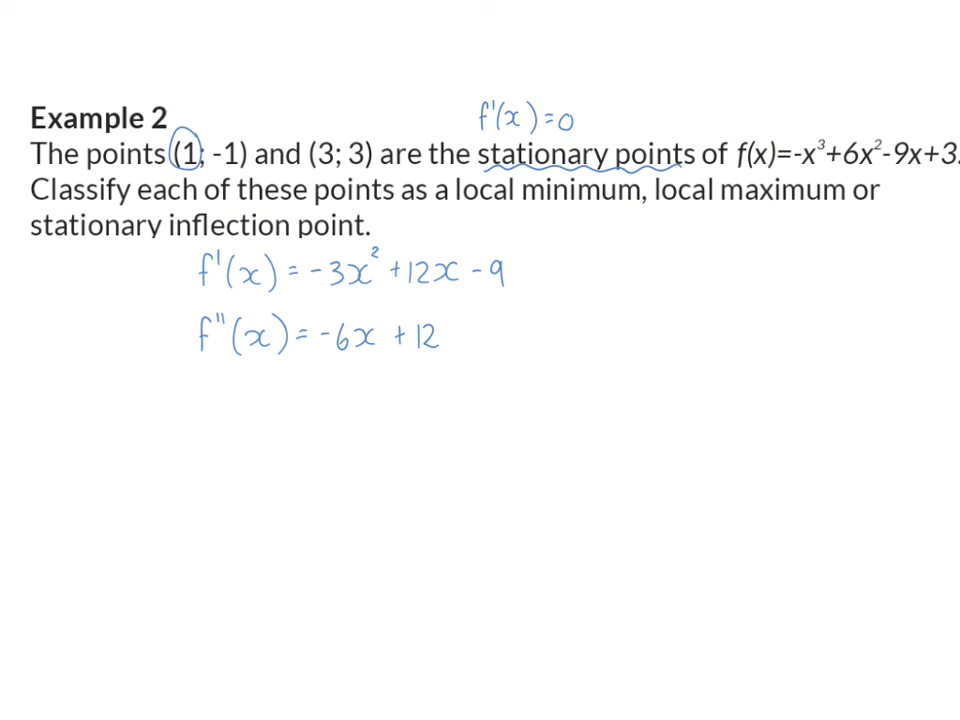 Example 2
f'(x)=0
The points (1; -1) and (3; 3) are the stationary points of f(x)=-x³+6x²-9x+3.
Classify each of these points as a local minimum, local maximum or
stationary inflection point.
f'(x) = -3x² +12x - 9
f''(x) = -6x + 12